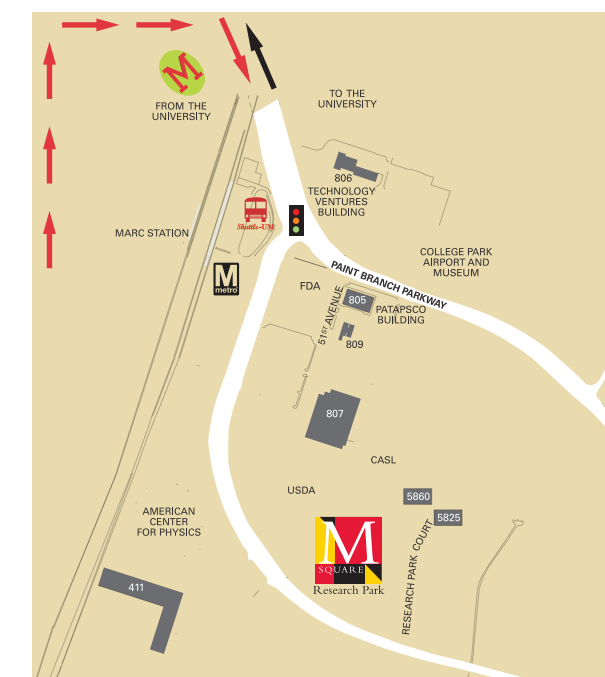 M
FROM THE
UNIVERSITY
TO THE
UNIVERSITY
806
TECHNOLOGY
VENTURES
BUILDING
Shuttle-UM
MARC STATION
M
metro
COLLEGE PARK
AIRPORT AND
MUSEUM
PAINT BRANCH PARKWAY
FDA
51ST AVENUE
805
PATAPSCO
BUILDING
809
807
CASL
USDA
5860
5825
RESEARCH PARK COURT
AMERICAN
CENTER
FOR PHYSICS
411
M
SQUARE
Research Park